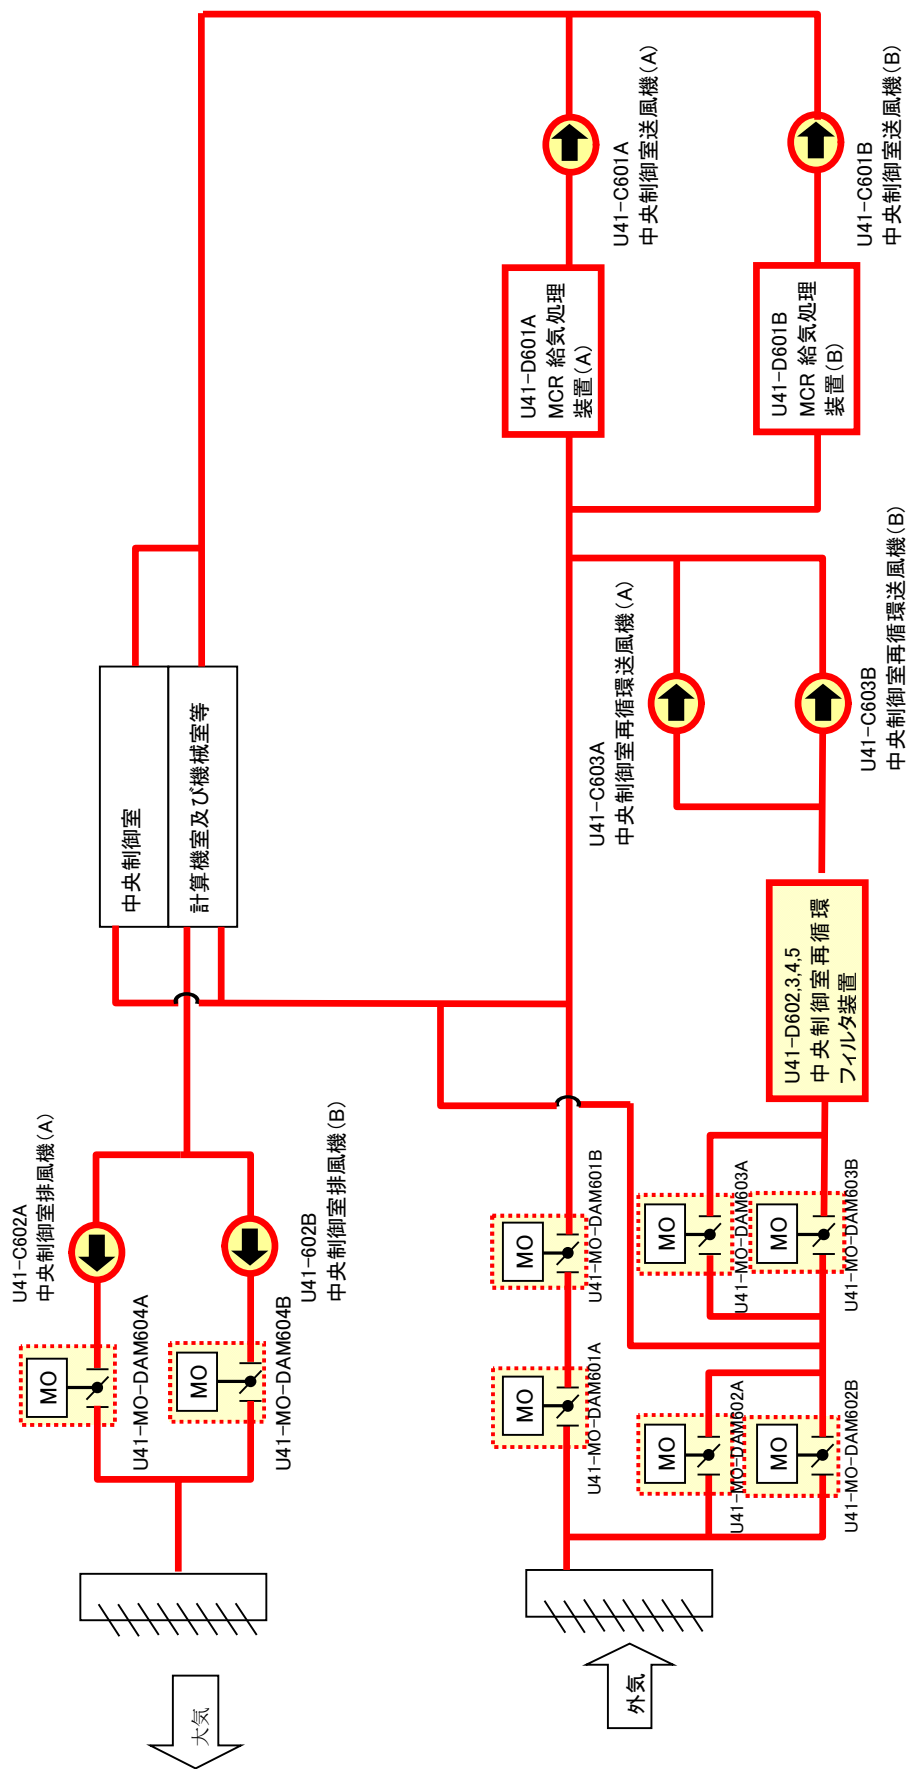 大気
MO
U41-MO-DAM604A
U41-C602A
中央制御室排風機(A)
MO
U41-MO-DAM604B
U41-602B
中央制御室排風機(B)
中央制御室
計算機室及び機械室等
外気
MO
U41-MO-DAM601A
MO
U41-MO-DAM601B
MO
U41-MO-DAM602A
MO
U41-MO-DAM602B
MO
U41-MO-DAM603A
MO
U41-MO-DAM603B
U41-D602,3,4,5
中央制御室再循環
フィルタ装置
U41-C603A
中央制御室再循環送風機(A)
U41-C603B
中央制御室再循環送風機(B)
U41-D601A
MCR 給気処理
装置(A)
U41-D601B
MCR 給気処理
装置(B)
U41-C601A
中央制御室送風機(A)
U41-C601B
中央制御室送風機(B)